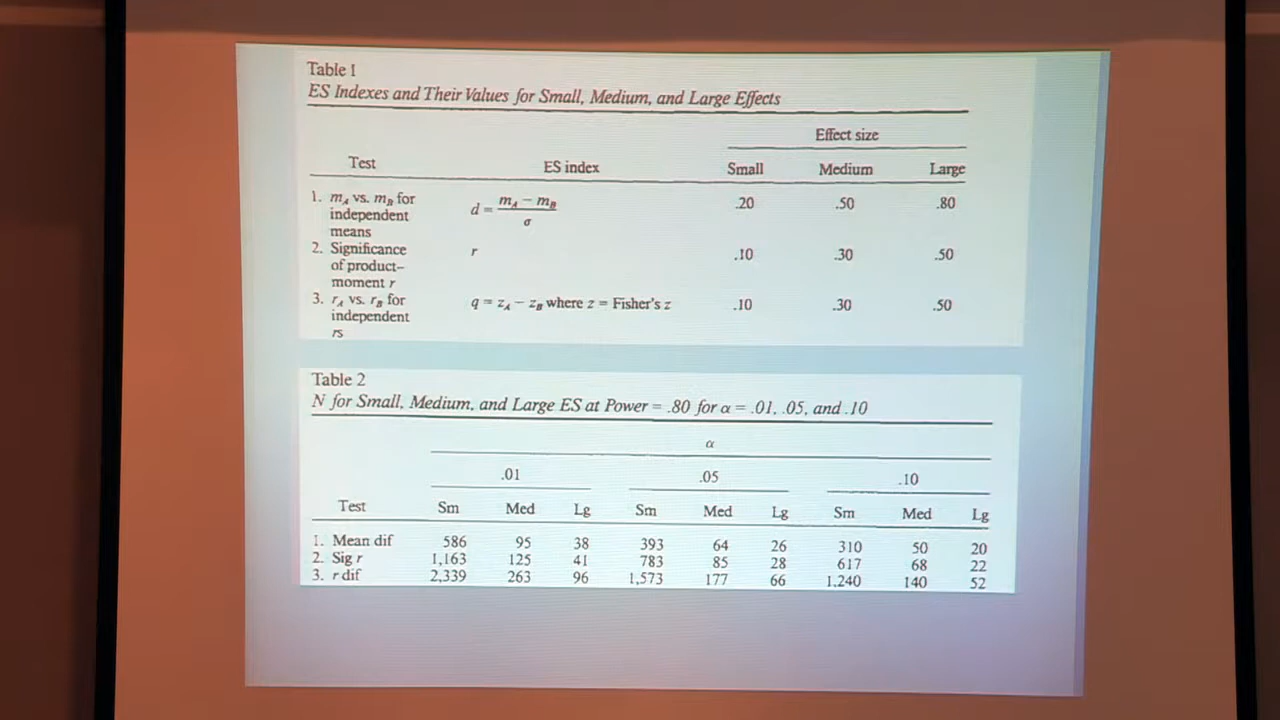 Table 1
ES Indexes and Their Values for Small, Medium, and Large Effects
Effect size
Test ES index Small Medium Large
1. mA vs. mB for independent means d = mA − mB / σ .20 .50 .80
2. Significance of product–moment r r .10 .30 .50
3. rA vs. rB for independent rs q = zA − zB where z = Fisher's z .10 .30 .50
Table 2
N for Small, Medium, and Large ES at Power = .80 for α = .01, .05, and .10
α
.01 .05 .10
Test Sm Med Lg Sm Med Lg Sm Med Lg
1. Mean dif 586 95 38 393 64 26 310 50 20
2. Sig r 1,163 125 41 783 85 28 617 68 22
3. r dif 2,339 263 96 1,573 177 66 1,240 140 52